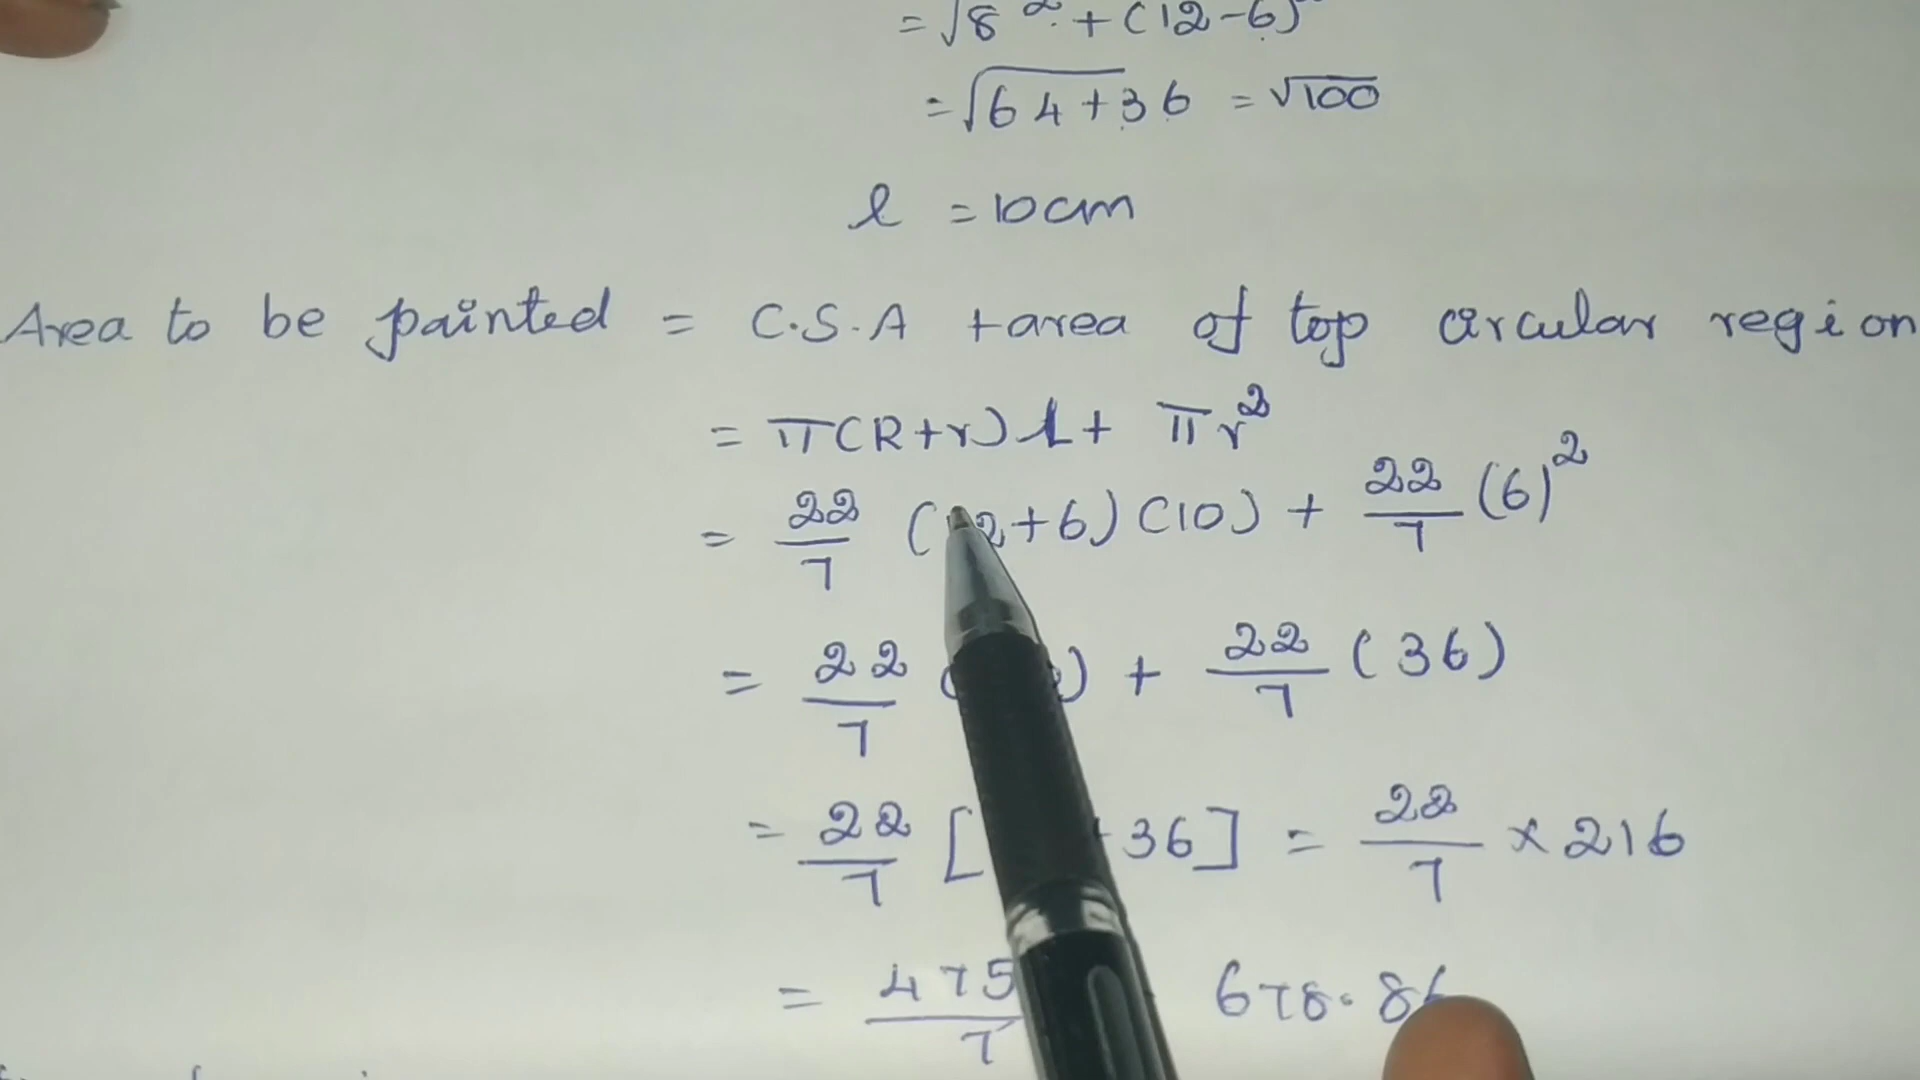 = √8² + (12-6)
= √64+36 = √100
l = 10cm
Area to be painted = C.S.A + area of top circular region
= π(R+r)l + πr²
= 22/7 (2+6) (10) + 22/7 (6)²
= 22/7 ( ) + 22/7 (36)
= 22/7 [ 36] = 22/7 × 216
= 475 /7 678.86